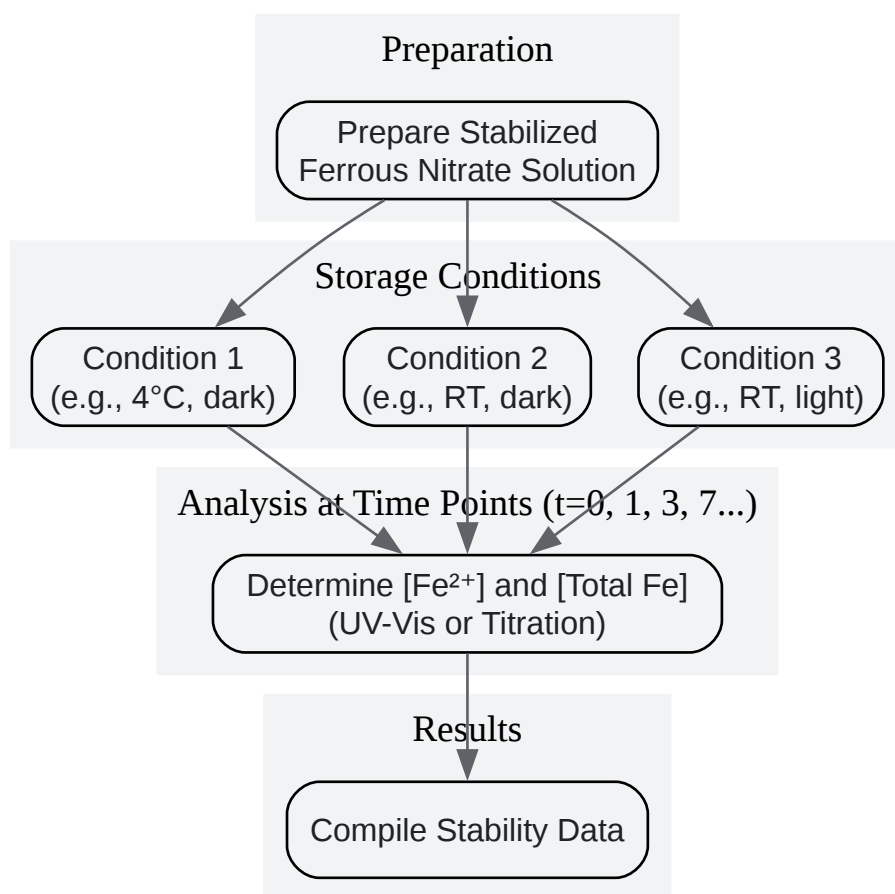 Preparation
Prepare Stabilized
Ferrous Nitrate Solution
Storage Conditions
Condition 1
(e.g., 4°C, dark)
Condition 2
(e.g., RT, dark)
Condition 3
(e.g., RT, light)
Analysis at Time Points (t=0, 1, 3, 7...)
Determine [Fe²⁺] and [Total Fe]
(UV-Vis or Titration)
Results
Compile Stability Data